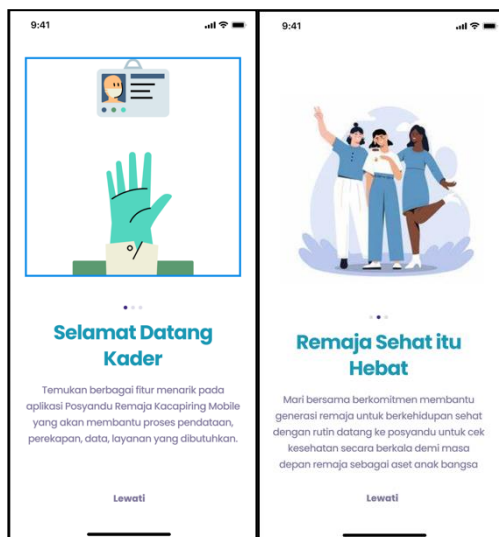 9:41
Selamat Datang
Kader
Temukan berbagai fitur menarik pada
aplikasi Posyandu Remaja Kacapiring Mobile
yang akan membantu proses pendataan,
perekapan, data, layanan yang dibutuhkan.
Lewati
9:41
Remaja Sehat itu
Hebat
Mari bersama berkomitmen membantu
generasi remaja untuk berkehidupan sehat
dengan rutin datang ke posyandu untuk cek
kesehatan secara berkala demi masa
depan remaja sebagai aset anak bangsa
Lewati